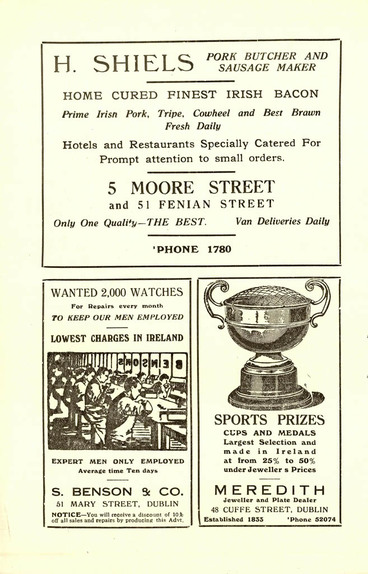 H. SHIELS PORK BUTCHER AND
SAUSAGE MAKER
HOME CURED FINEST IRISH BACON
Prime Irish Pork, Tripe, Cowheel and Best Brawn
Fresh Daily
Hotels and Restaurants Specially Catered For
Prompt attention to small orders.
5 MOORE STREET
and 51 FENIAN STREET
Only One Quality—THE BEST. Van Deliveries Daily
'PHONE 1780
WANTED 2,000 WATCHES
For Repairs every month
TO KEEP OUR MEN EMPLOYED
LOWEST CHARGES IN IRELAND
BENSONS
EXPERT MEN ONLY EMPLOYED
Average time Ten days
S. BENSON & CO.
51 MARY STREET, DUBLIN
NOTICE—You will receive a discount of 10%
off all sales and repairs by producing this Advt.
SPORTS PRIZES
CUPS AND MEDALS
Largest Selection and
made in Ireland
at from 25% to 50%
under Jeweller s Prices
MEREDITH
Jeweller and Plate Dealer
48 CUFFE STREET, DUBLIN
Established 1835 'Phone 52074